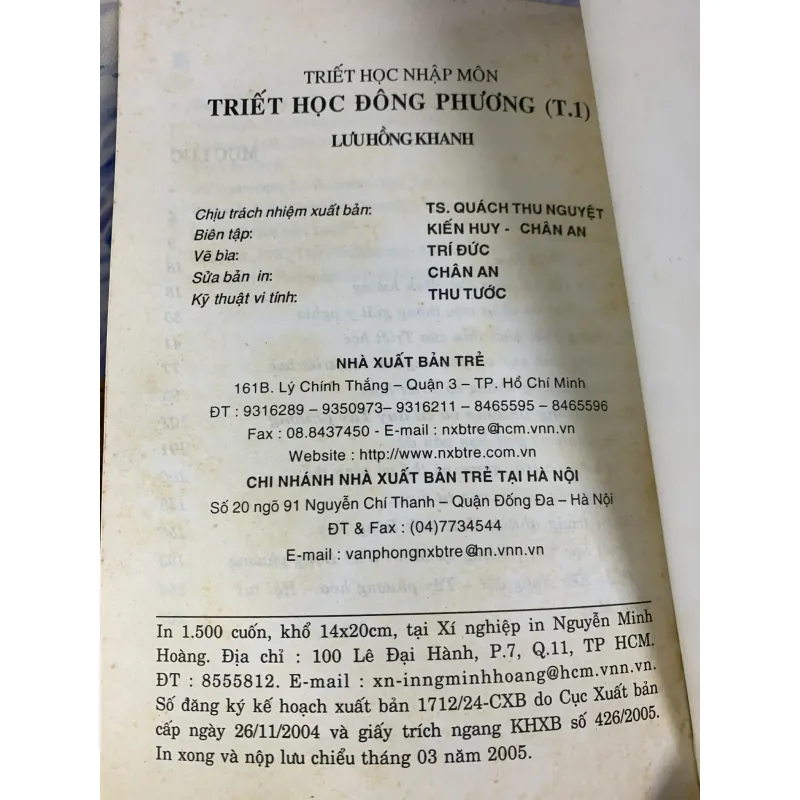 TRIẾT HỌC NHẬP MÔN
TRIẾT HỌC ĐÔNG PHƯƠNG (T.1)
LƯU HỒNG KHANH
Chịu trách nhiệm xuất bản: TS. QUÁCH THU NGUYỆT
Biên tập: KIẾN HUY - CHÂN AN
Vẽ bìa: TRÍ ĐỨC
Sửa bản in: CHÂN AN
Kỹ thuật vi tính: THU TƯỚC
NHÀ XUẤT BẢN TRẺ
161B. Lý Chính Thắng – Quận 3 – TP. Hồ Chí Minh
ĐT : 9316289 – 9350973– 9316211 – 8465595 – 8465596
Fax : 08.8437450 - E-mail : nxbtre@hcm.vnn.vn
Website : http://www.nxbtre.com.vn
CHI NHÁNH NHÀ XUẤT BẢN TRẺ TẠI HÀ NỘI
Số 20 ngõ 91 Nguyễn Chí Thanh – Quận Đống Đa – Hà Nội
ĐT & Fax : (04)7734544
E-mail : vanphongnxbtre@hn.vnn.vn
In 1.500 cuốn, khổ 14x20cm, tại Xí nghiệp in Nguyễn Minh
Hoàng. Địa chỉ : 100 Lê Đại Hành, P.7, Q.11, TP HCM.
ĐT : 8555812. E-mail : xn-inngminhhoang@hcm.vnn.vn.
Số đăng ký kế hoạch xuất bản 1712/24-CXB do Cục Xuất bản
cấp ngày 26/11/2004 và giấy trích ngang KHXB số 426/2005.
In xong và nộp lưu chiểu tháng 03 năm 2005.